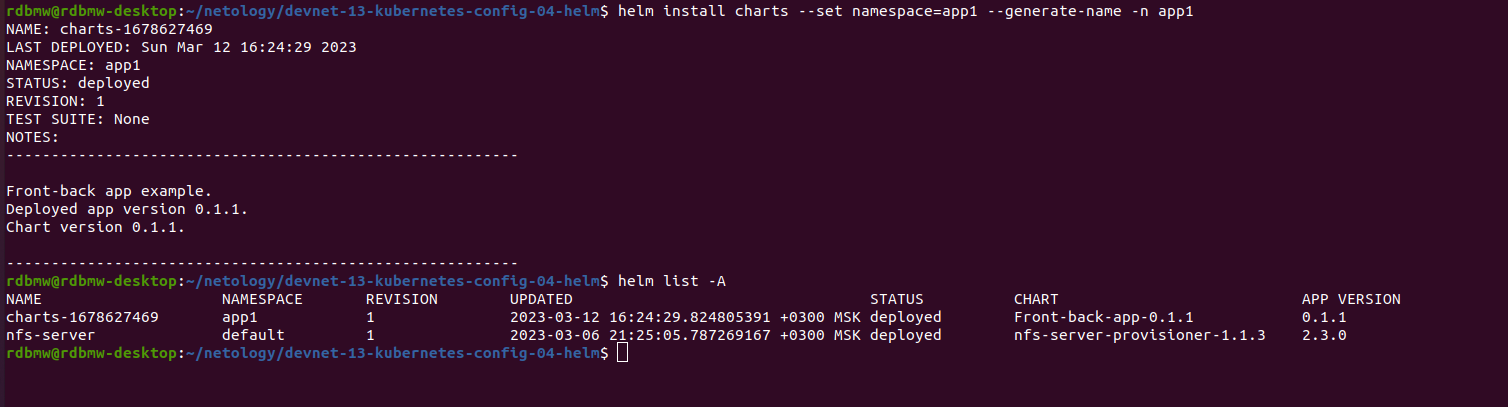 rdbmw@rdbmw-desktop:~/netology/devnet-13-kubernetes-config-04-helm$ helm install charts --set namespace=app1 --generate-name -n app1
NAME: charts-1678627469
LAST DEPLOYED: Sun Mar 12 16:24:29 2023
NAMESPACE: app1
STATUS: deployed
REVISION: 1
TEST SUITE: None
NOTES:
---------------------------------------------------------
Front-back app example.
Deployed app version 0.1.1.
Chart version 0.1.1.
---------------------------------------------------------
rdbmw@rdbmw-desktop:~/netology/devnet-13-kubernetes-config-04-helm$ helm list -A
NAME NAMESPACE REVISION UPDATED STATUS CHART APP VERSION
charts-1678627469 app1 1 2023-03-12 16:24:29.824805391 +0300 MSK deployed Front-back-app-0.1.1 0.1.1
nfs-server default 1 2023-03-06 21:25:05.787269167 +0300 MSK deployed nfs-server-provisioner-1.1.3 2.3.0
rdbmw@rdbmw-desktop:~/netology/devnet-13-kubernetes-config-04-helm$